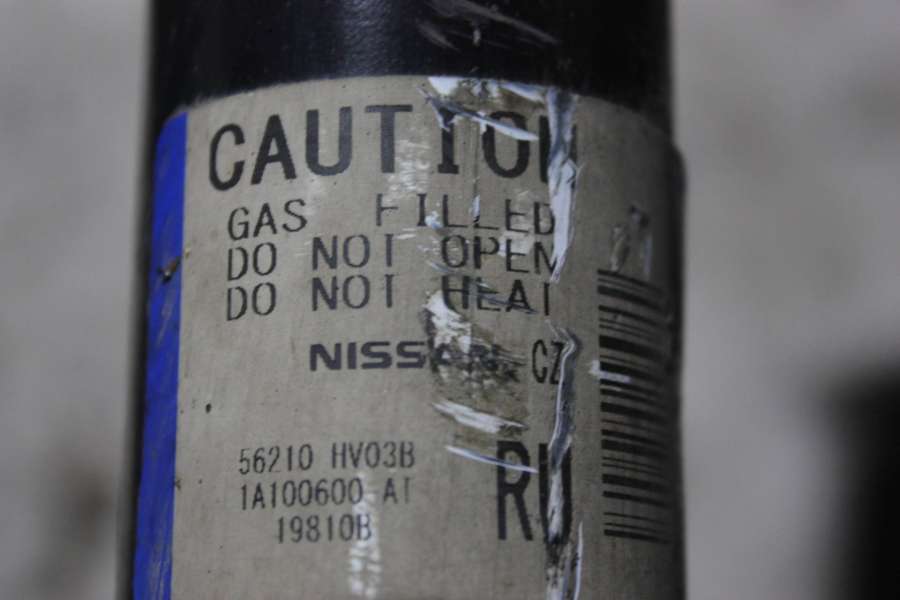 CAUTION
GAS FILLED
DO NOT OPEN
DO NOT HEAT
NISSAN CZ
56210 HV03B
1A100600 AT
19810B
RU